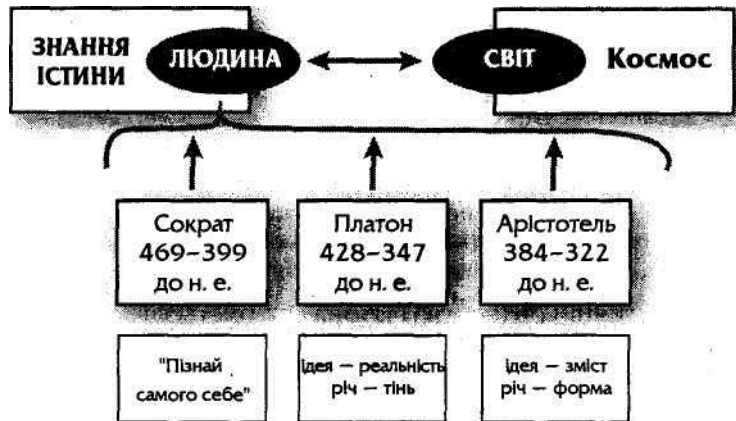 ЗНАННЯ
ІСТИНИ
ЛЮДИНА
СВІТ
Космос
Сократ
469–399
до н. е.
Платон
428–347
до н. е.
Арістотель
384–322
до н. е.
"Пізнай
самого себе"
ідея — реальність
річ — тінь
ідея — зміст
річ — форма